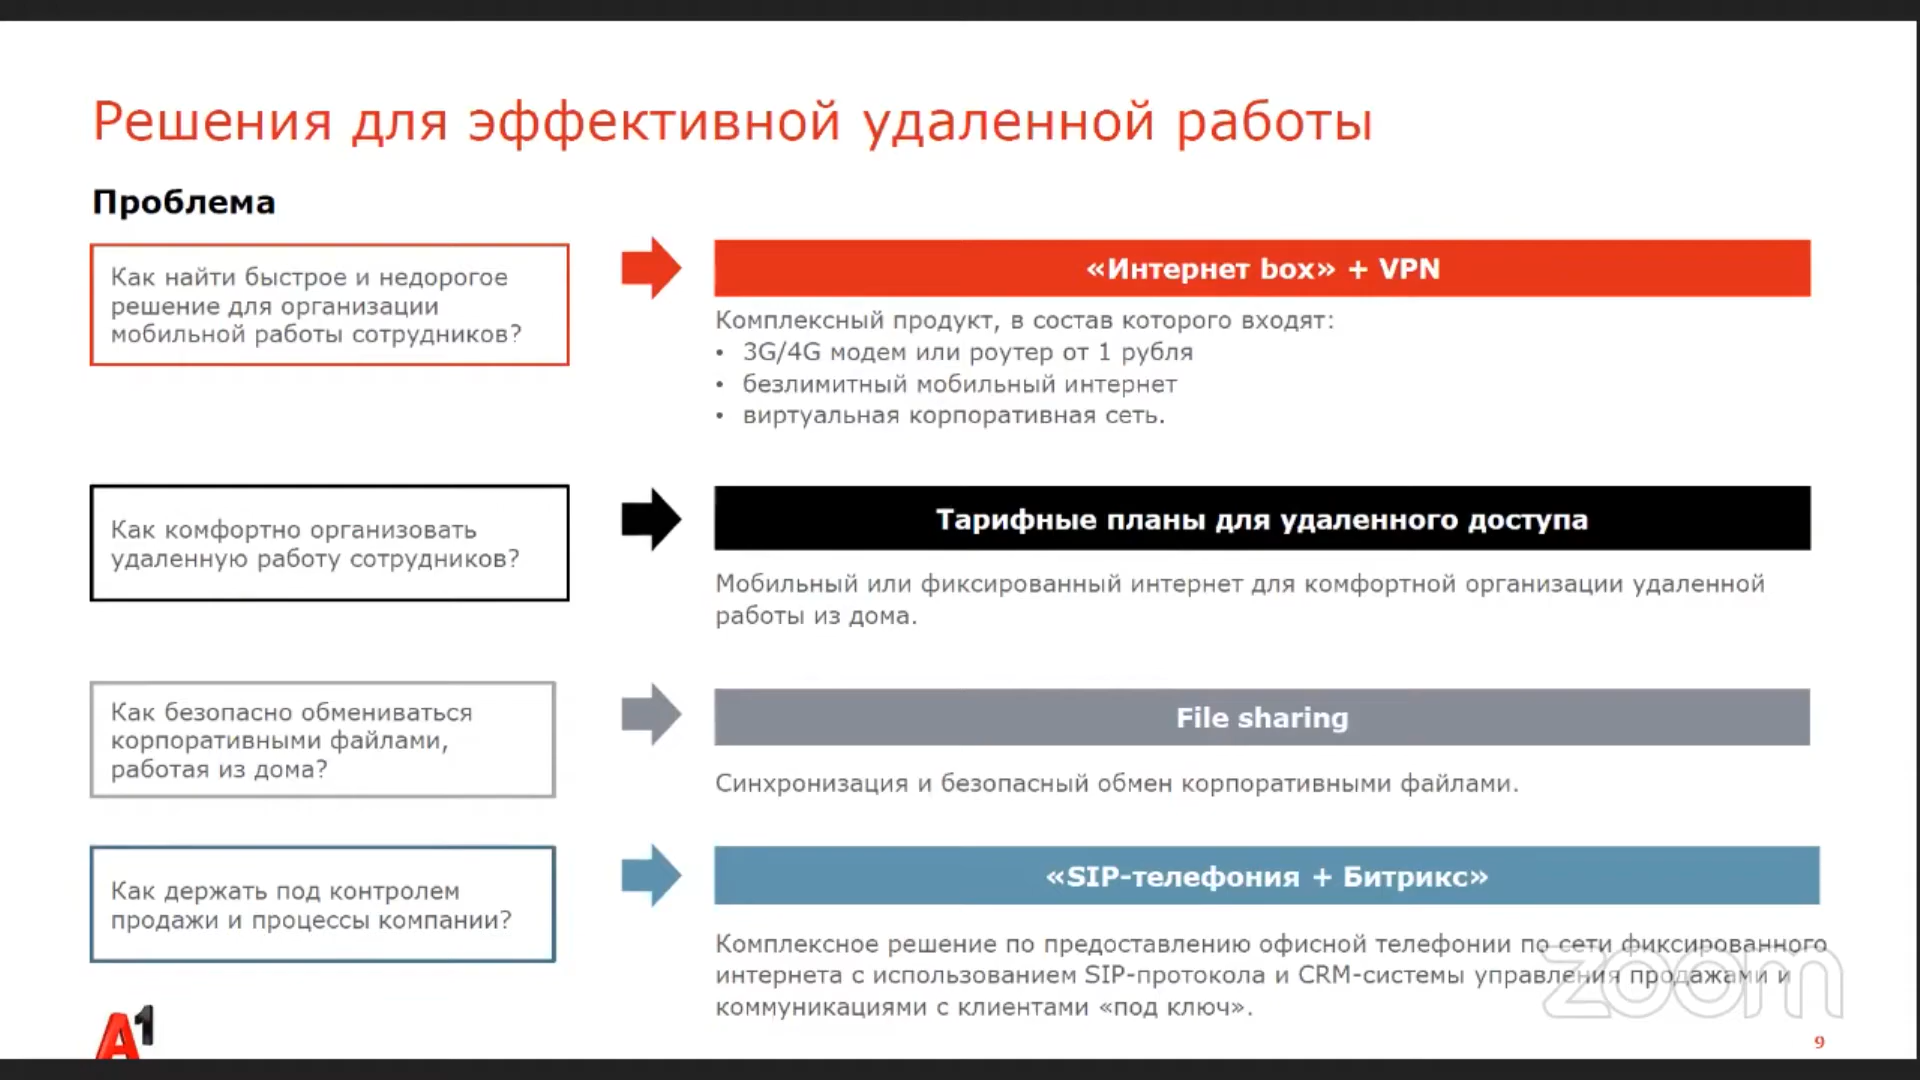 Решения для эффективной удаленной работы
Проблема
Как найти быстрое и недорогое
решение для организации
мобильной работы сотрудников?
«Интернет box» + VPN
Комплексный продукт, в состав которого входят:
• 3G/4G модем или роутер от 1 рубля
• безлимитный мобильный интернет
• виртуальная корпоративная сеть.
Как комфортно организовать
удаленную работу сотрудников?
Тарифные планы для удаленного доступа
Мобильный или фиксированный интернет для комфортной организации удаленной
работы из дома.
Как безопасно обмениваться
корпоративными файлами,
работая из дома?
File sharing
Синхронизация и безопасный обмен корпоративными файлами.
Как держать под контролем
продажи и процессы компании?
«SIP-телефония + Битрикс»
Комплексное решение по предоставлению офисной телефонии по сети фиксированного
интернета с использованием SIP-протокола и CRM-системы управления продажами и
коммуникациями с клиентами «под ключ».
zoom
A1
9